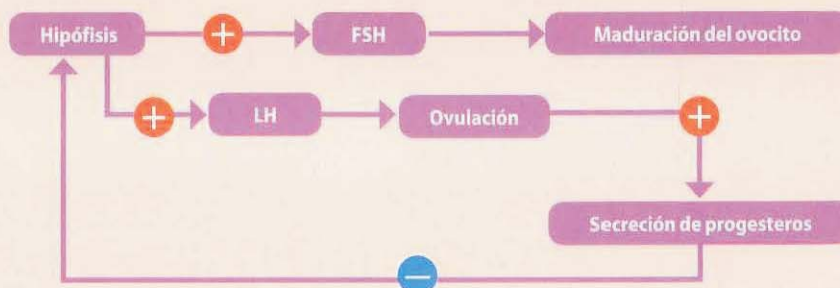 Hipófisis
+
FSH
Maduración del ovocito
+
LH
Ovulación
+
Secreción de progesteros
−